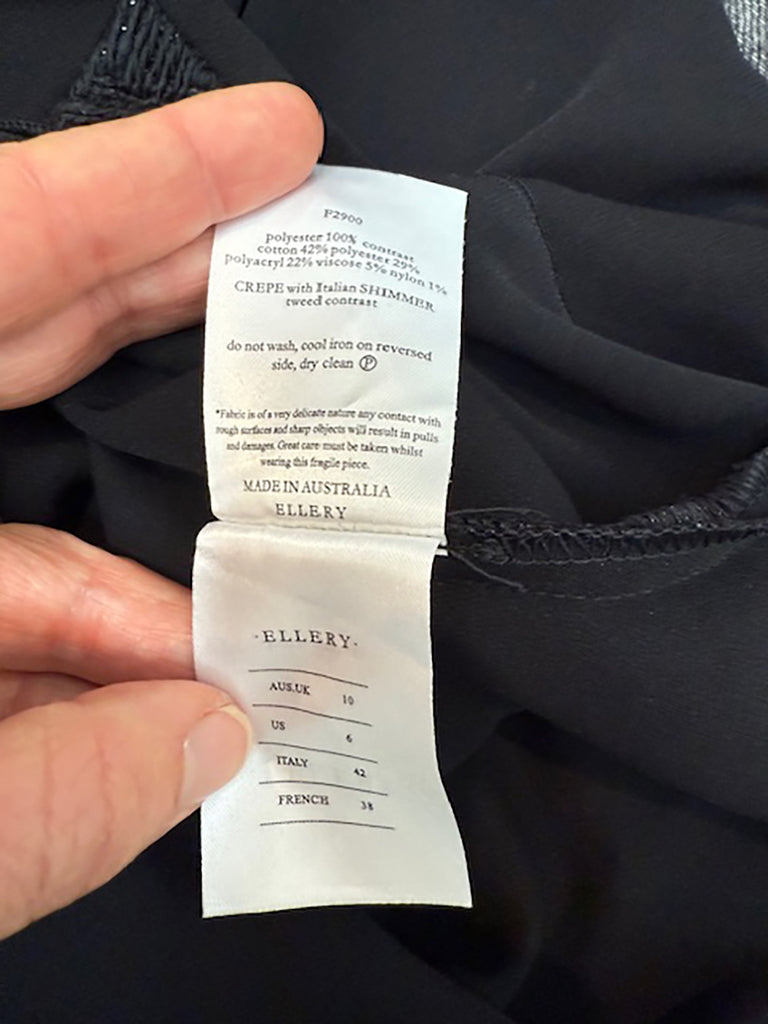 F2900
polyester 100% contrast
cotton 42% polyester 29%
polyacryl 22% viscose 5% nylon 1%
CREPE with Italian SHIMMER
tweed contrast
do not wash, cool iron on reversed
side, dry clean Ⓟ
*Fabric is of a very delicate nature any contact with
rough surfaces and sharp objects will result in pulls
and damages. Great care must be taken whilst
wearing this fragile piece.
MADE IN AUSTRALIA
ELLERY
·ELLERY·
AUS.UK 10
US 6
ITALY 42
FRENCH 38